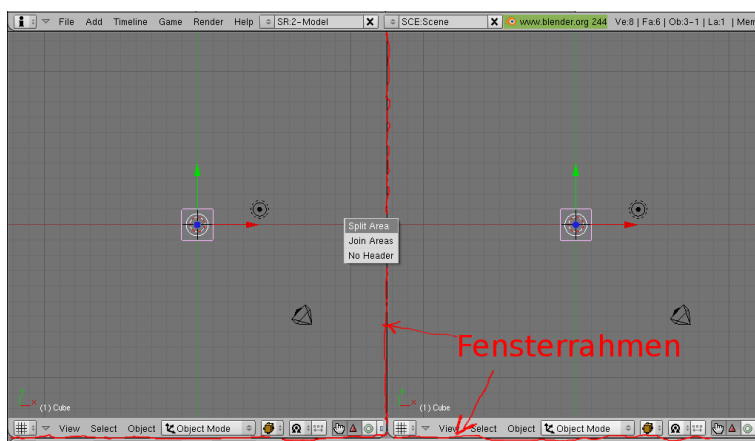 File Add Timeline Game Render Help SR:2-Model X SCE:Scene X www.blender.org 244 Ve:8 | Fa:6 | Ob:3-1 | La:1 | Mem
Split Area
Join Areas
No Header
Fensterrahmen
(1) Cube
(1) Cube
View Select Object Object Mode
View Select Object Object Mode